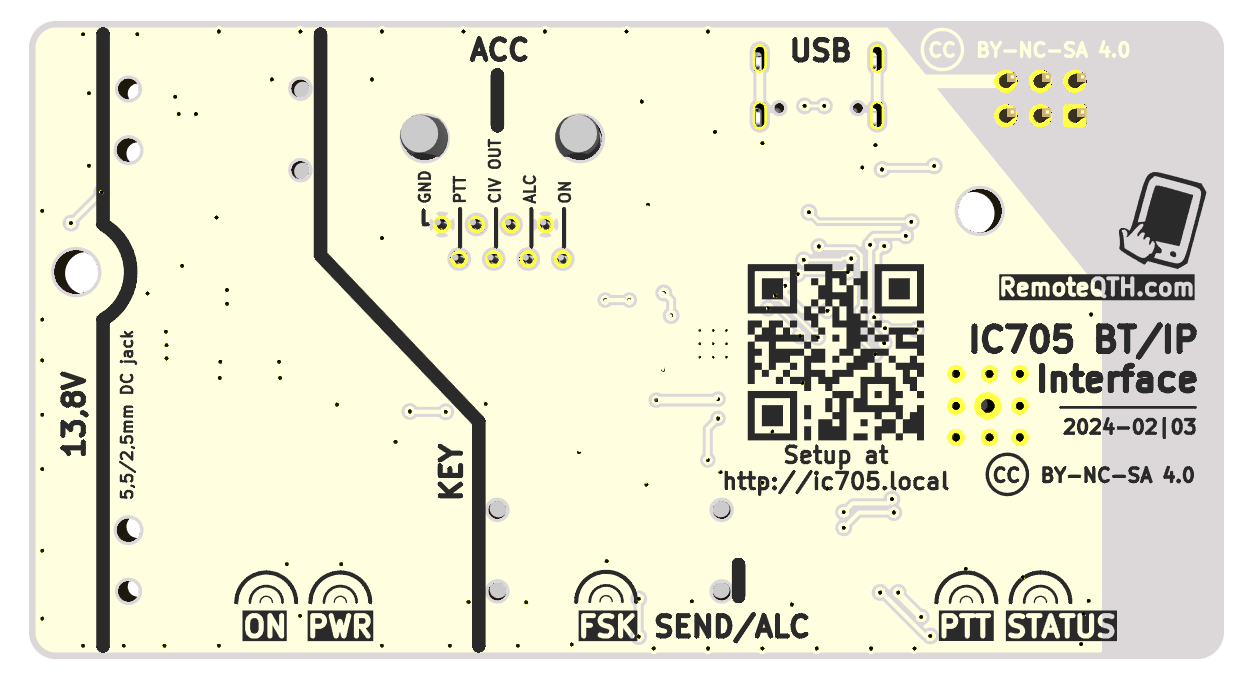 ACC
USB
CC BY-NC-SA 4.0
GND
PTT
CIV OUT
ALC
ON
RemoteQTH.com
IC705 BT/IP
Interface
2024-02|03
CC BY-NC-SA 4.0
13,8V
5,5/2,5mm DC jack
KEY
Setup at
http://ic705.local
ON
PWR
FSK
SEND/ALC
PTT
STATUS